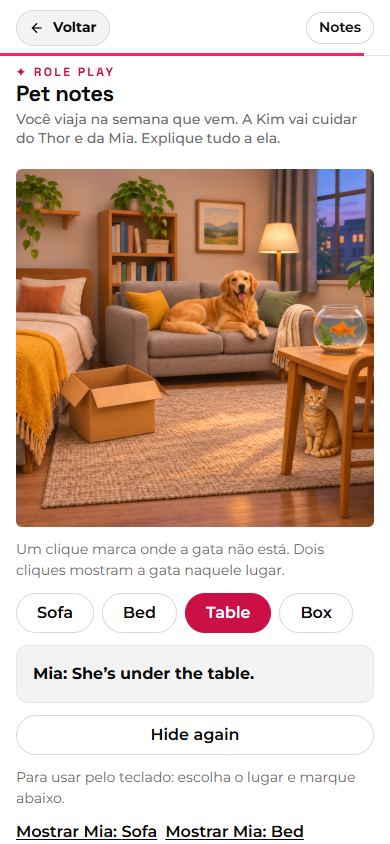 ← Voltar
Notes
✦ ROLE PLAY
Pet notes
Você viaja na semana que vem. A Kim vai cuidar
do Thor e da Mia. Explique tudo a ela.
Um clique marca onde a gata não está. Dois
cliques mostram a gata naquele lugar.
Sofa
Bed
Table
Box
Mia: She’s under the table.
Hide again
Para usar pelo teclado: escolha o lugar e marque
abaixo.
Mostrar Mia: Sofa Mostrar Mia: Bed